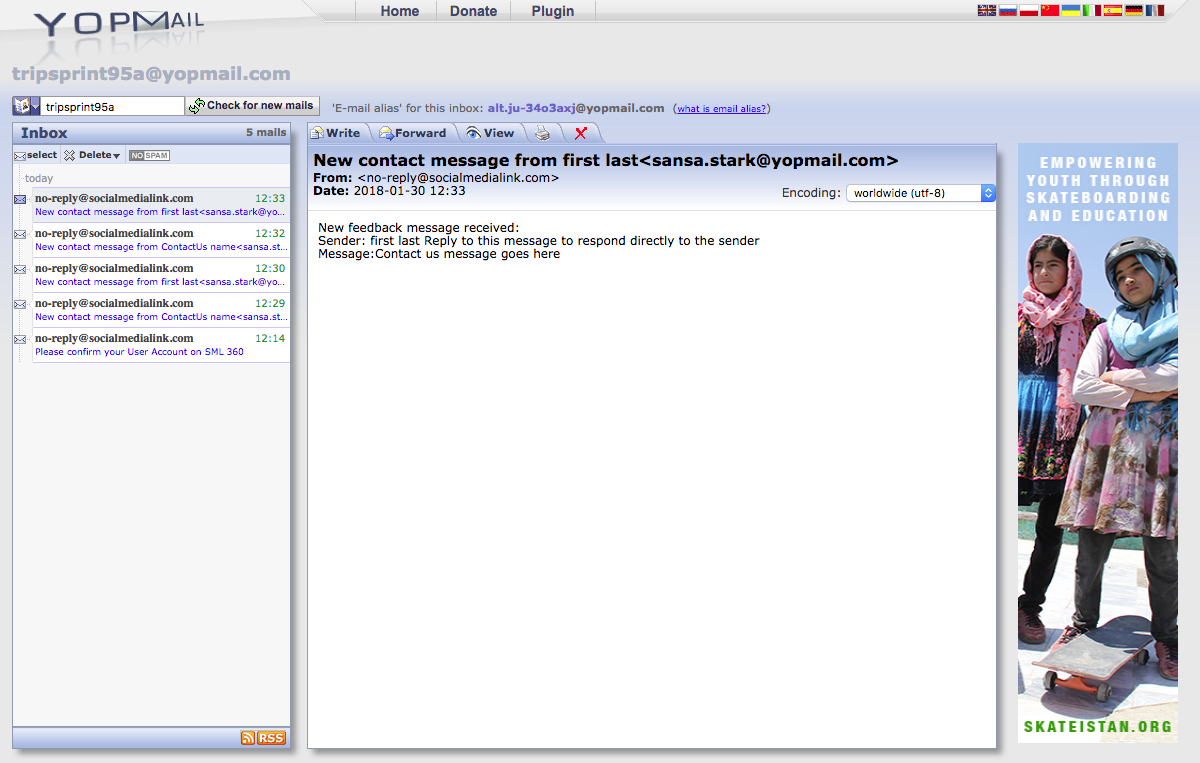 YOPMAIL
Home
Donate
Plugin
tripsprint95a@yopmail.com
tripsprint95a
Check for new mails
'E-mail alias' for this inbox: alt.ju-34o3axj@yopmail.com (what is email alias?)
Inbox
5 mails
select
Delete
NO SPAM
today
no-reply@socialmedialink.com 12:33
New contact message from first last<sansa.stark@yo...
no-reply@socialmedialink.com 12:32
New contact message from ContactUs name<sansa.st...
no-reply@socialmedialink.com 12:30
New contact message from first last<sansa.stark@yo...
no-reply@socialmedialink.com 12:29
New contact message from ContactUs name<sansa.st...
no-reply@socialmedialink.com 12:14
Please confirm your User Account on SML 360
RSS
Write
Forward
View
New contact message from first last<sansa.stark@yopmail.com>
From: <no-reply@socialmedialink.com>
Date: 2018-01-30 12:33
Encoding: worldwide (utf-8)
New feedback message received:
Sender: first last Reply to this message to respond directly to the sender
Message:Contact us message goes here
EMPOWERING
YOUTH THROUGH
SKATEBOARDING
AND EDUCATION
SKATEISTAN.ORG